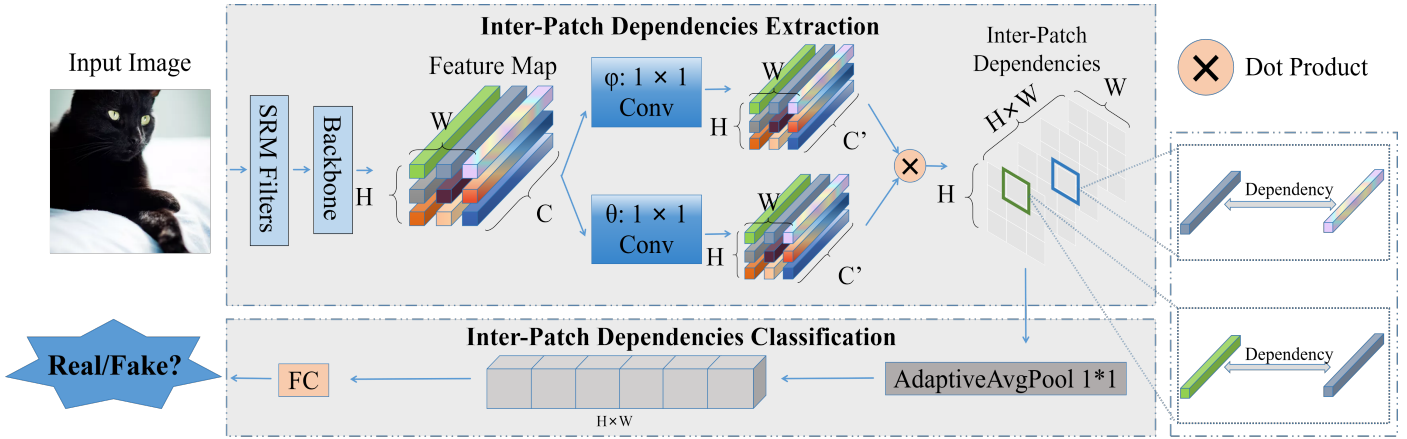 Inter-Patch Dependencies Extraction
Input Image
SRM Filters
Backbone
Feature Map
W
H
C
φ: 1 × 1
Conv
W
H
C’
θ: 1 × 1
Conv
W
H
C’
×
Inter-Patch
Dependencies
H×W
W
H
× Dot Product
Dependency
Dependency
Inter-Patch Dependencies Classification
AdaptiveAvgPool 1*1
H×W
FC
Real/Fake?